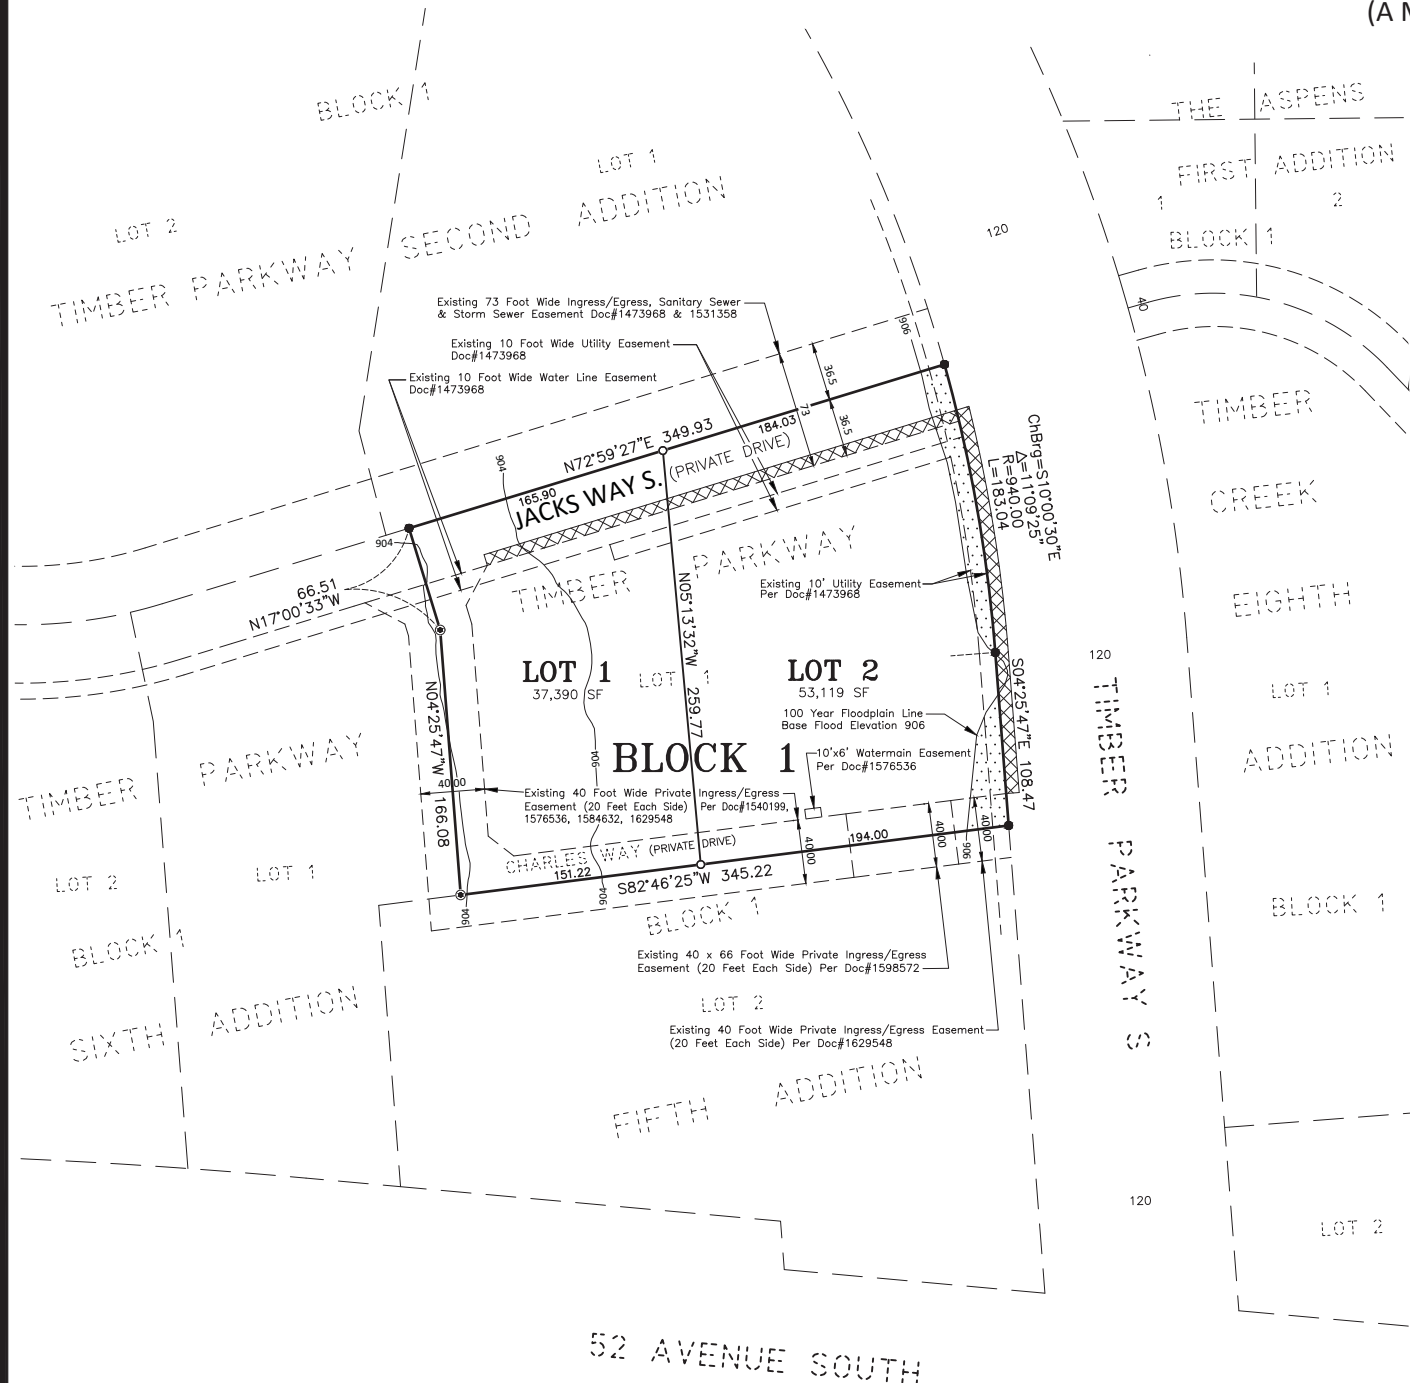 (A M
BLOCK 1
THE ASPENS
LOT 1
FIRST ADDITION
TIMBER PARKWAY SECOND ADDITION
LOT 2
1
2
120
BLOCK 1
40
Existing 73 Foot Wide Ingress/Egress, Sanitary Sewer
& Storm Sewer Easement Doc#1473968 & 1531358
Existing 10 Foot Wide Utility Easement
Doc#1473968
Existing 10 Foot Wide Water Line Easement
Doc#1473968
906
36.5
73
36.5
N72°59'27"E 349.93
184.03
165.90
JACKS WAY S. (PRIVATE DRIVE)
904
904
66.51
N17°00'33"W
ChBrg=S10°00'30"E
Δ=11°09'25"
R=940.00
L=183.04
TIMBER
CREEK
EIGHTH
ADDITION
LOT 1
BLOCK 1
TIMBER PARKWAY
Existing 10' Utility Easement
Per Doc#1473968
N05°13'32"W 259.77
LOT 1
37,390 SF
LOT 1
LOT 2
53,119 SF
120
100 Year Floodplain Line
Base Flood Elevation 906
BLOCK 1
10'x6' Watermain Easement
Per Doc#1576536
S04°25'47"E 108.47
N04°25'47"W 166.08
906
40.00
Existing 40 Foot Wide Private Ingress/Egress
Easement (20 Feet Each Side) Per Doc#1540199,
1576536, 1584632, 1629548
40.00
40.00
40.00
906
CHARLES WAY (PRIVATE DRIVE)
194.00
151.22
S82°46'25"W 345.22
906
906
TIMBER PARKWAY
LOT 2
LOT 1
BLOCK 1
SIXTH ADDITION
BLOCK 1
Existing 40 x 66 Foot Wide Private Ingress/Egress
Easement (20 Feet Each Side) Per Doc#1598572
LOT 2
Existing 40 Foot Wide Private Ingress/Egress Easement
(20 Feet Each Side) Per Doc#1629548
FIFTH ADDITION
TIMBER PARKWAY S
120
LOT 2
52 AVENUE SOUTH